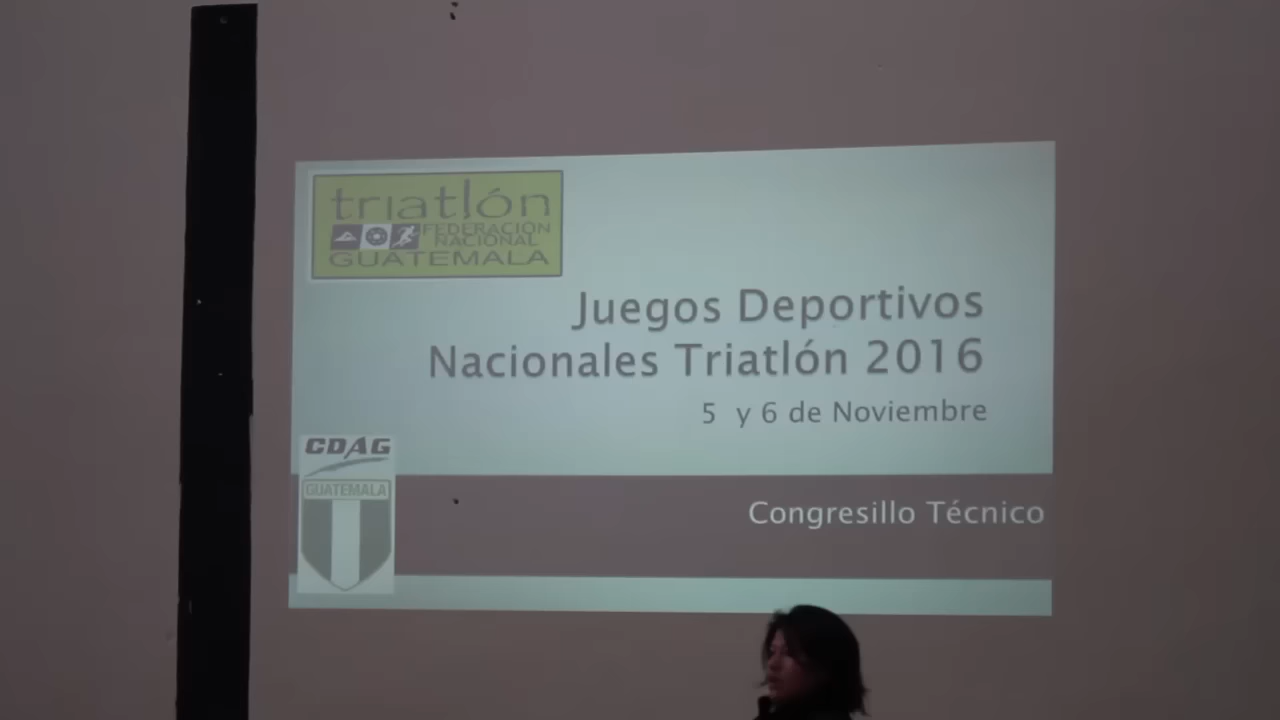 triatlón
FEDERACIÓN
NACIONAL
GUATEMALA
Juegos Deportivos
Nacionales Triatlón 2016
5 y 6 de Noviembre
CDAG
GUATEMALA
Congresillo Técnico